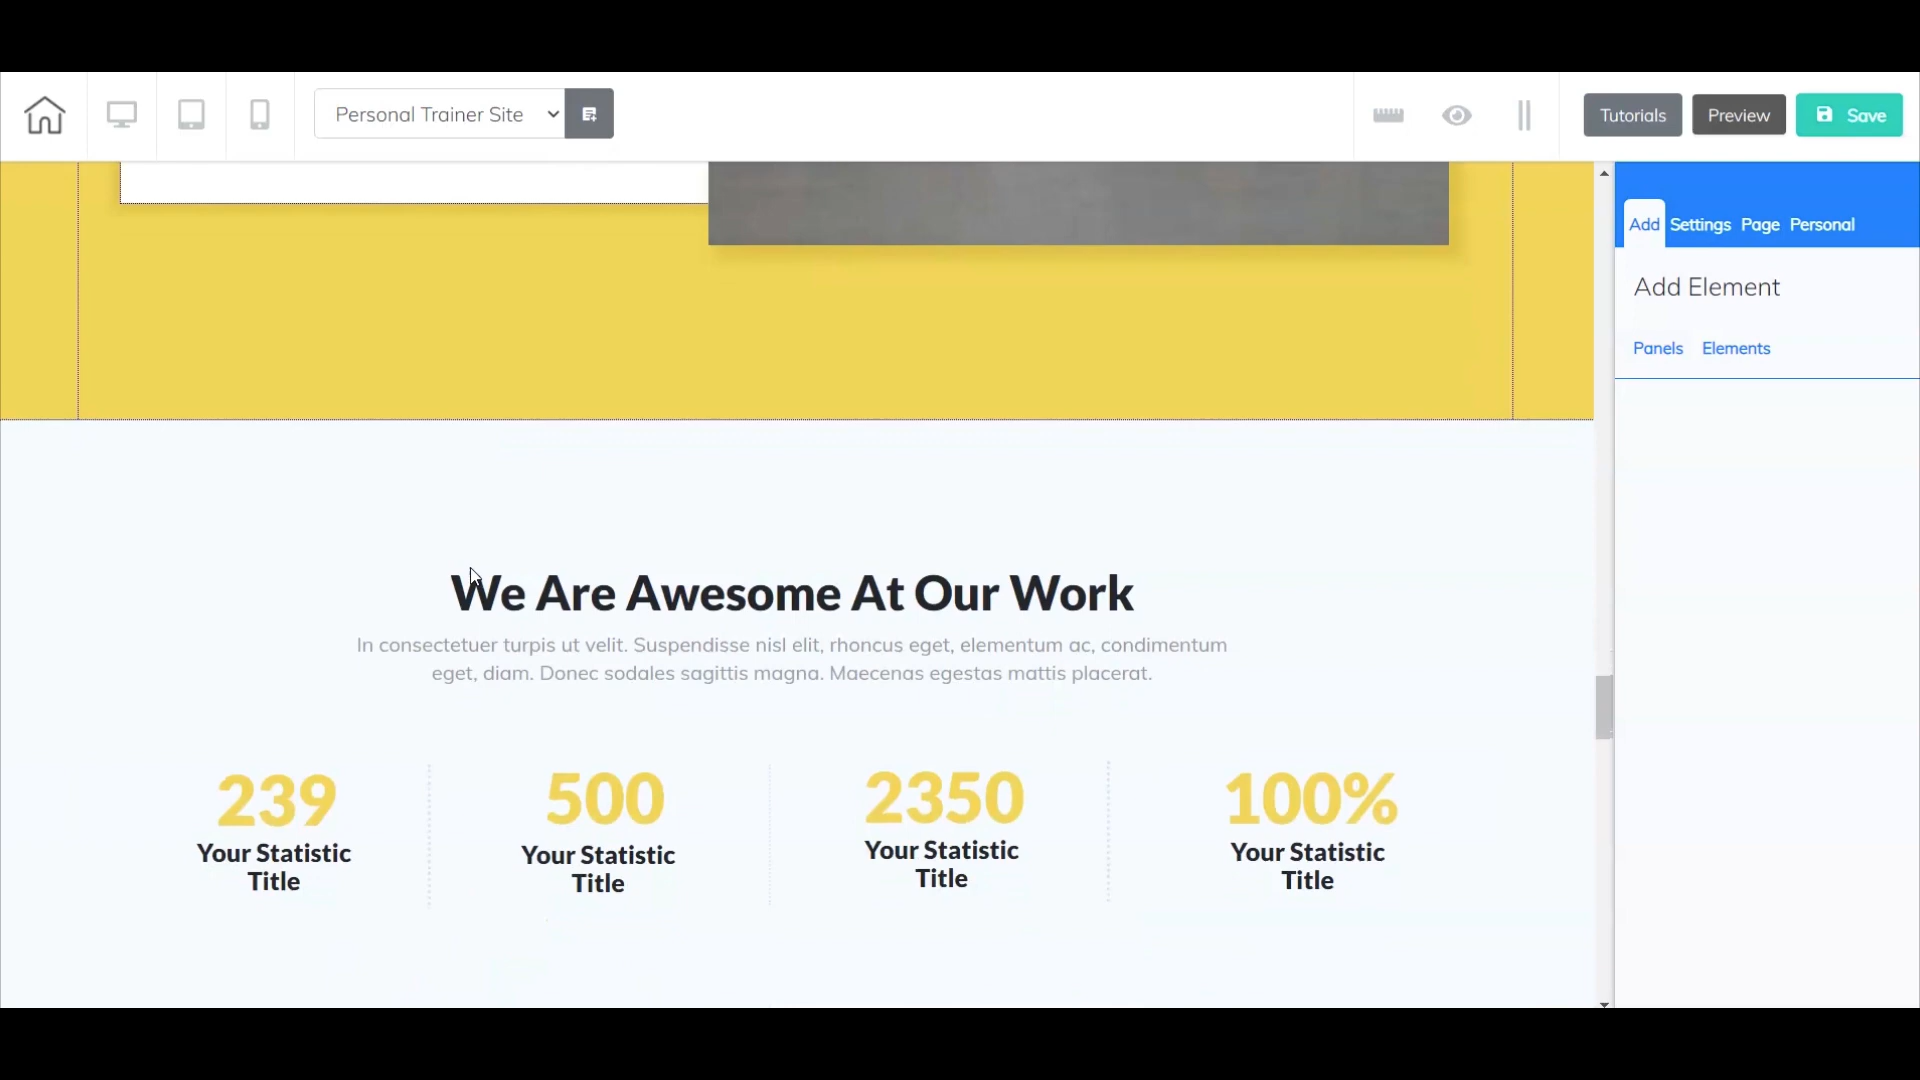 Personal Trainer Site
Tutorials
Preview
Save
Add
Settings
Page
Personal
Add Element
Panels
Elements
We Are Awesome At Our Work
In consectetuer turpis ut velit. Suspendisse nisl elit, rhoncus eget, elementum ac, condimentum
eget, diam. Donec sodales sagittis magna. Maecenas egestas mattis placerat.
239
Your Statistic
Title
500
Your Statistic
Title
2350
Your Statistic
Title
100%
Your Statistic
Title